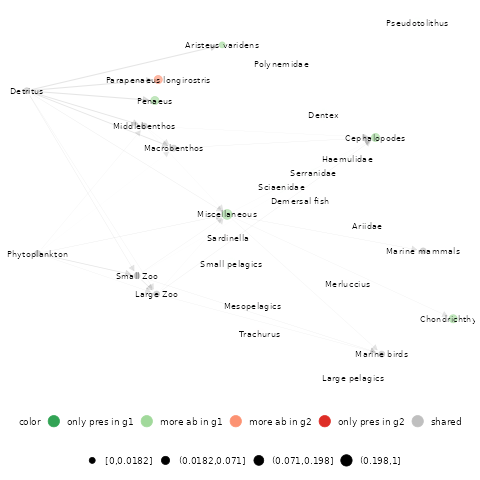 Pseudotolithus
Aristeus varidens
Polynemidae
Parapenaeus longirostris
Detritus
Penaeus
Dentex
Middlebenthos
Cephalopodes
Macrobenthos
Haemulidae
Serranidae
Sciaenidae
Demersal fish
Miscellaneous
Ariidae
Sardinella
Marine mammals
Phytoplankton
Small pelagics
Small Zoo
Merluccius
Large Zoo
Mesopelagics
Chondrichthy
Trachurus
Marine birds
Large pelagics
color only pres in g1 more ab in g1 more ab in g2 only pres in g2 shared
[0,0.0182] (0.0182,0.071] (0.071,0.198] (0.198,1]